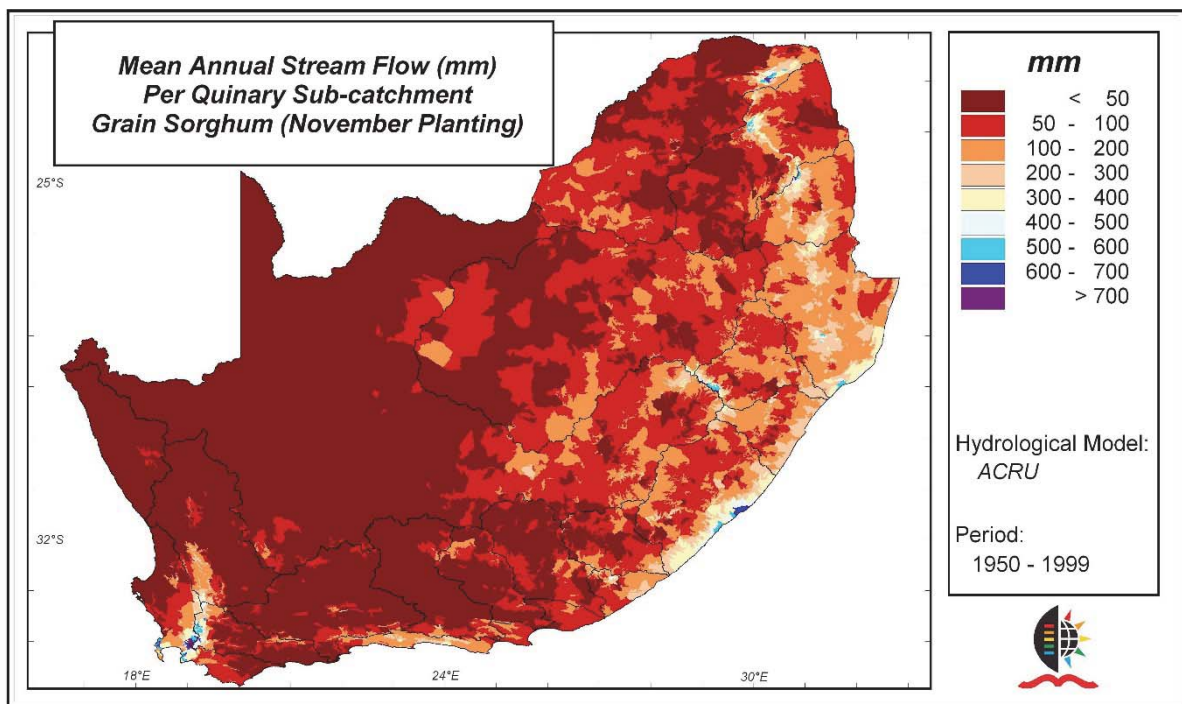 Mean Annual Stream Flow (mm)
Per Quinary Sub-catchment
Grain Sorghum (November Planting)
25°S
32°S
18°E
24°E
30°E
mm
< 50
50 - 100
100 - 200
200 - 300
300 - 400
400 - 500
500 - 600
600 - 700
> 700
Hydrological Model:
ACRU
Period:
1950 - 1999